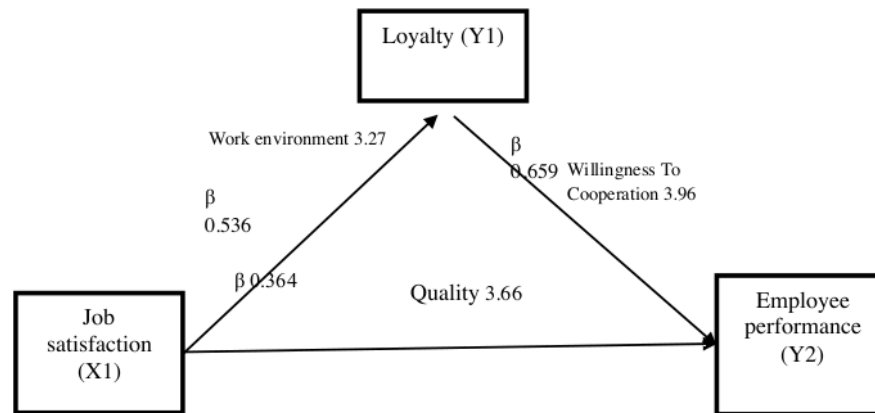 Loyalty (Y1)
Work environment 3.27
β
0.659
Willingness To
Cooperation 3.96
β
0.536
β 0.364
Quality 3.66
Job
satisfaction
(X1)
Employee
performance
(Y2)